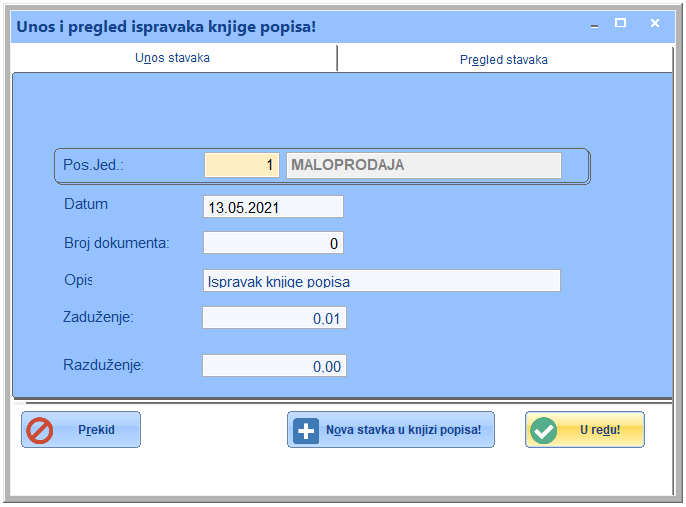 Unos i pregled ispravaka knjige popisa!
Unos stavaka
Pregled stavaka
Pos.Jed.: 1 MALOPRODAJA
Datum 13.05.2021
Broj dokumenta: 0
Opis Ispravak knjige popisa
Zaduženje: 0,01
Razduženje: 0,00
Prekid
Nova stavka u knjizi popisa!
U redu!